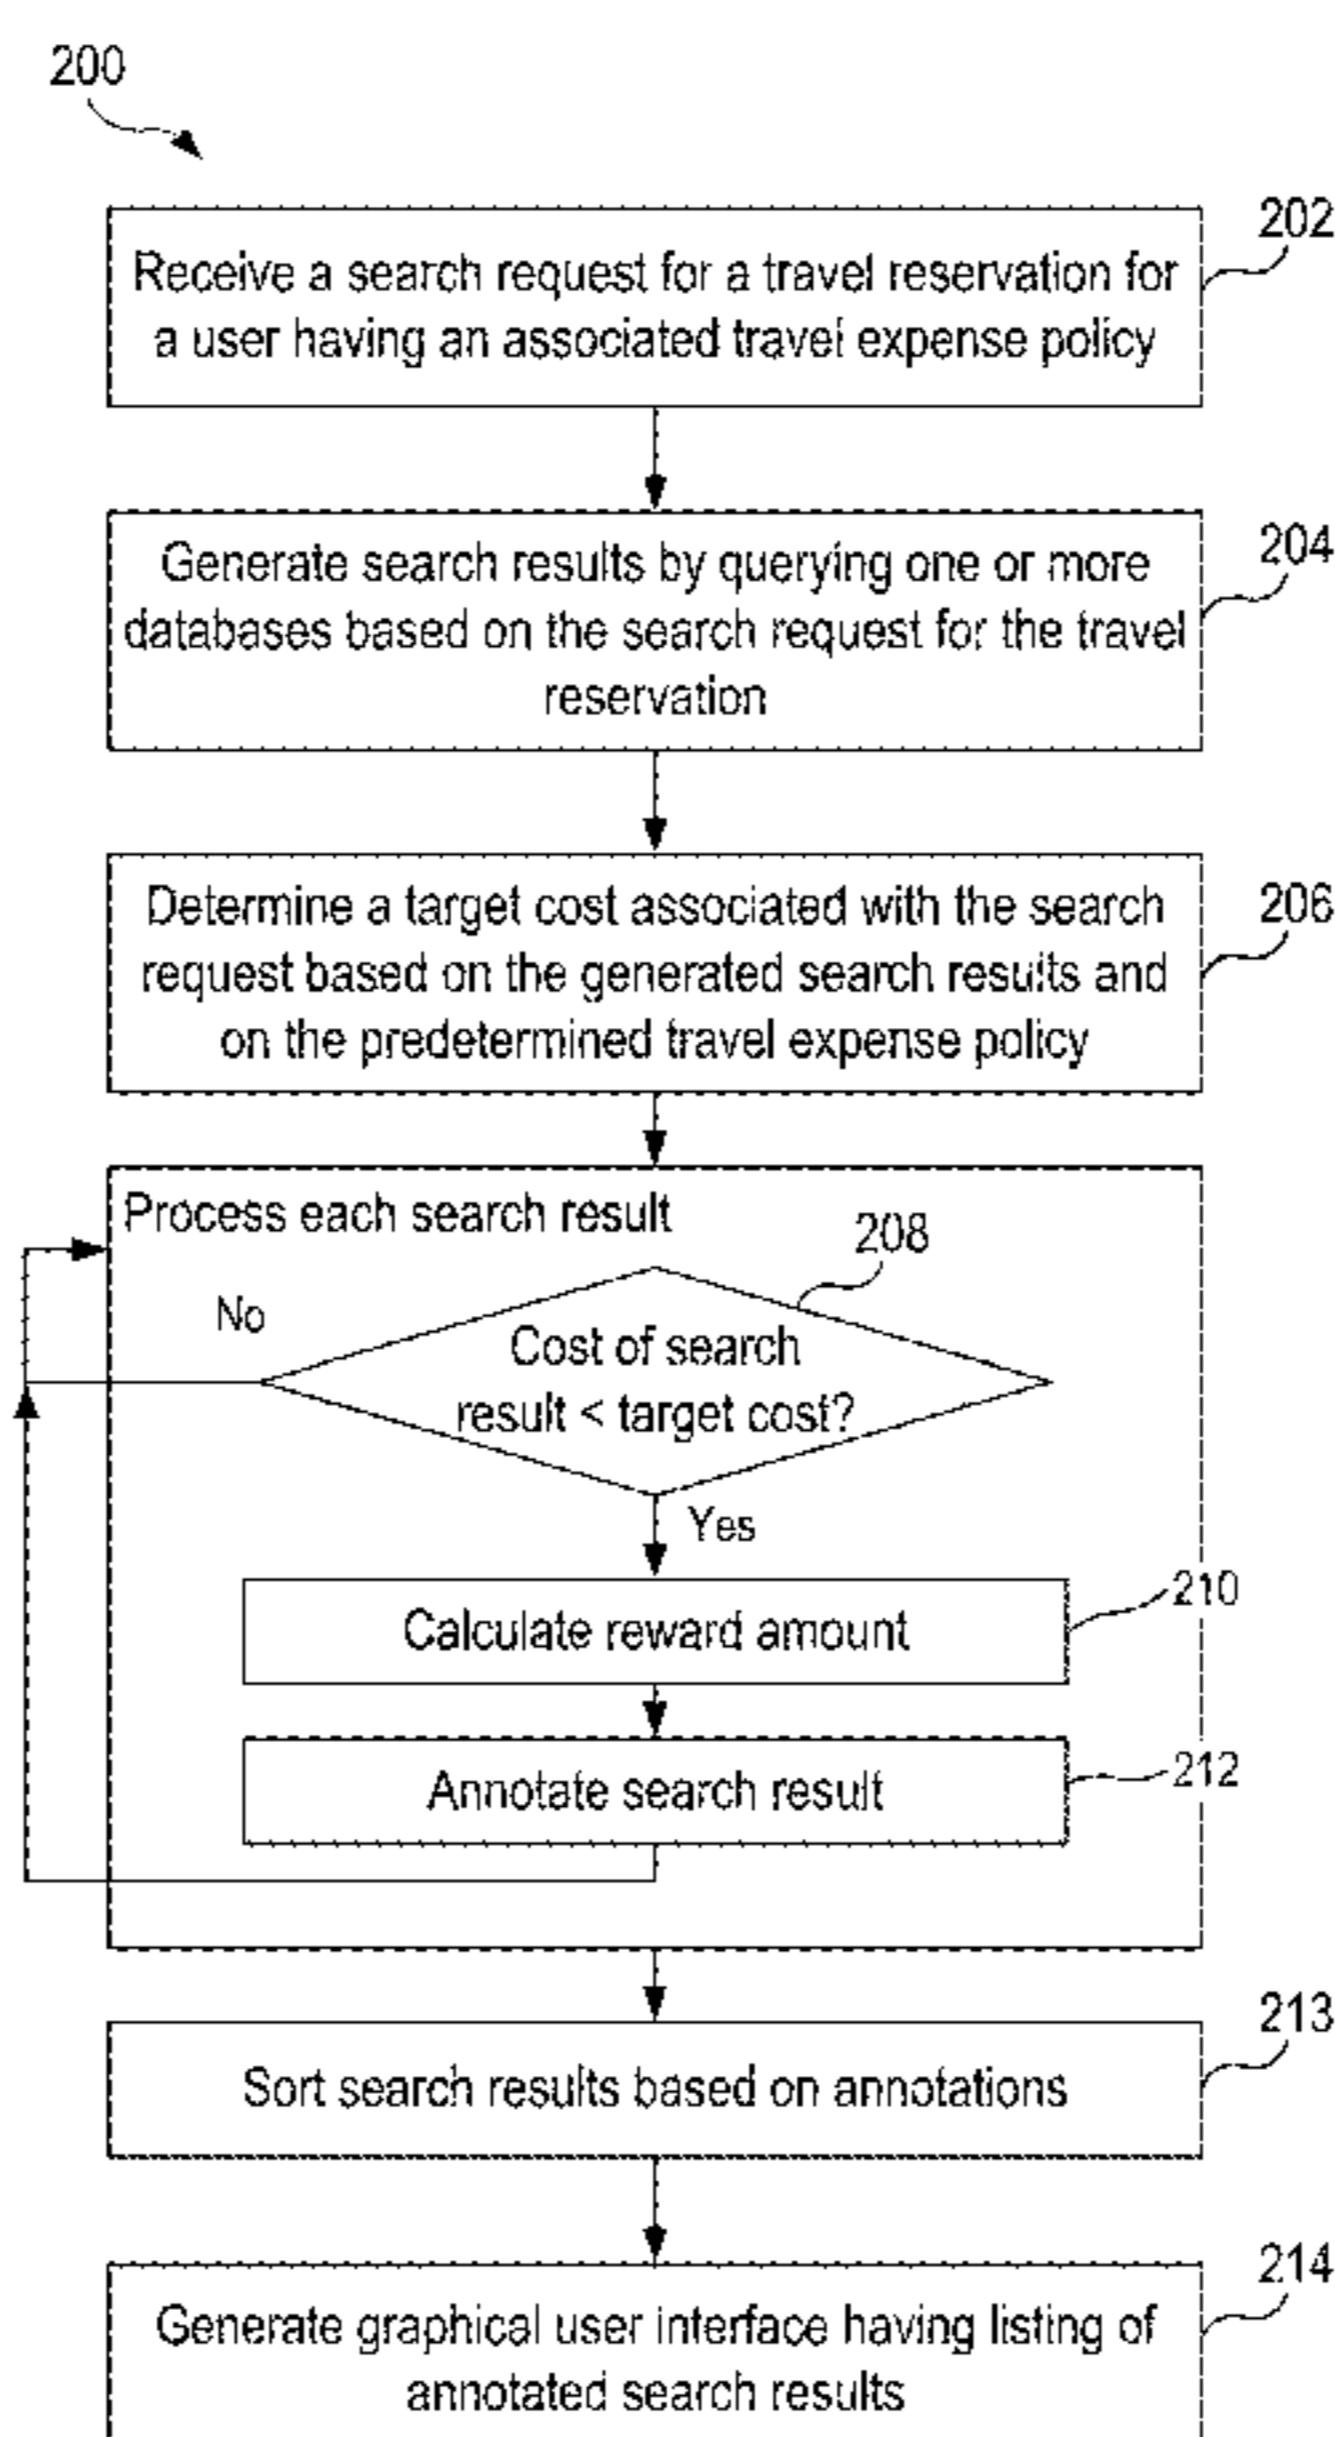 200
202
Receive a search request for a travel reservation for
a user having an associated travel expense policy
204
Generate search results by querying one or more
databases based on the search request for the travel
reservation
206
Determine a target cost associated with the search
request based on the generated search results and
on the predetermined travel expense policy
Process each search result
208
No
Cost of search
result < target cost?
Yes
210
Calculate reward amount
212
Annotate search result
213
Sort search results based on annotations
214
Generate graphical user interface having listing of
annotated search results